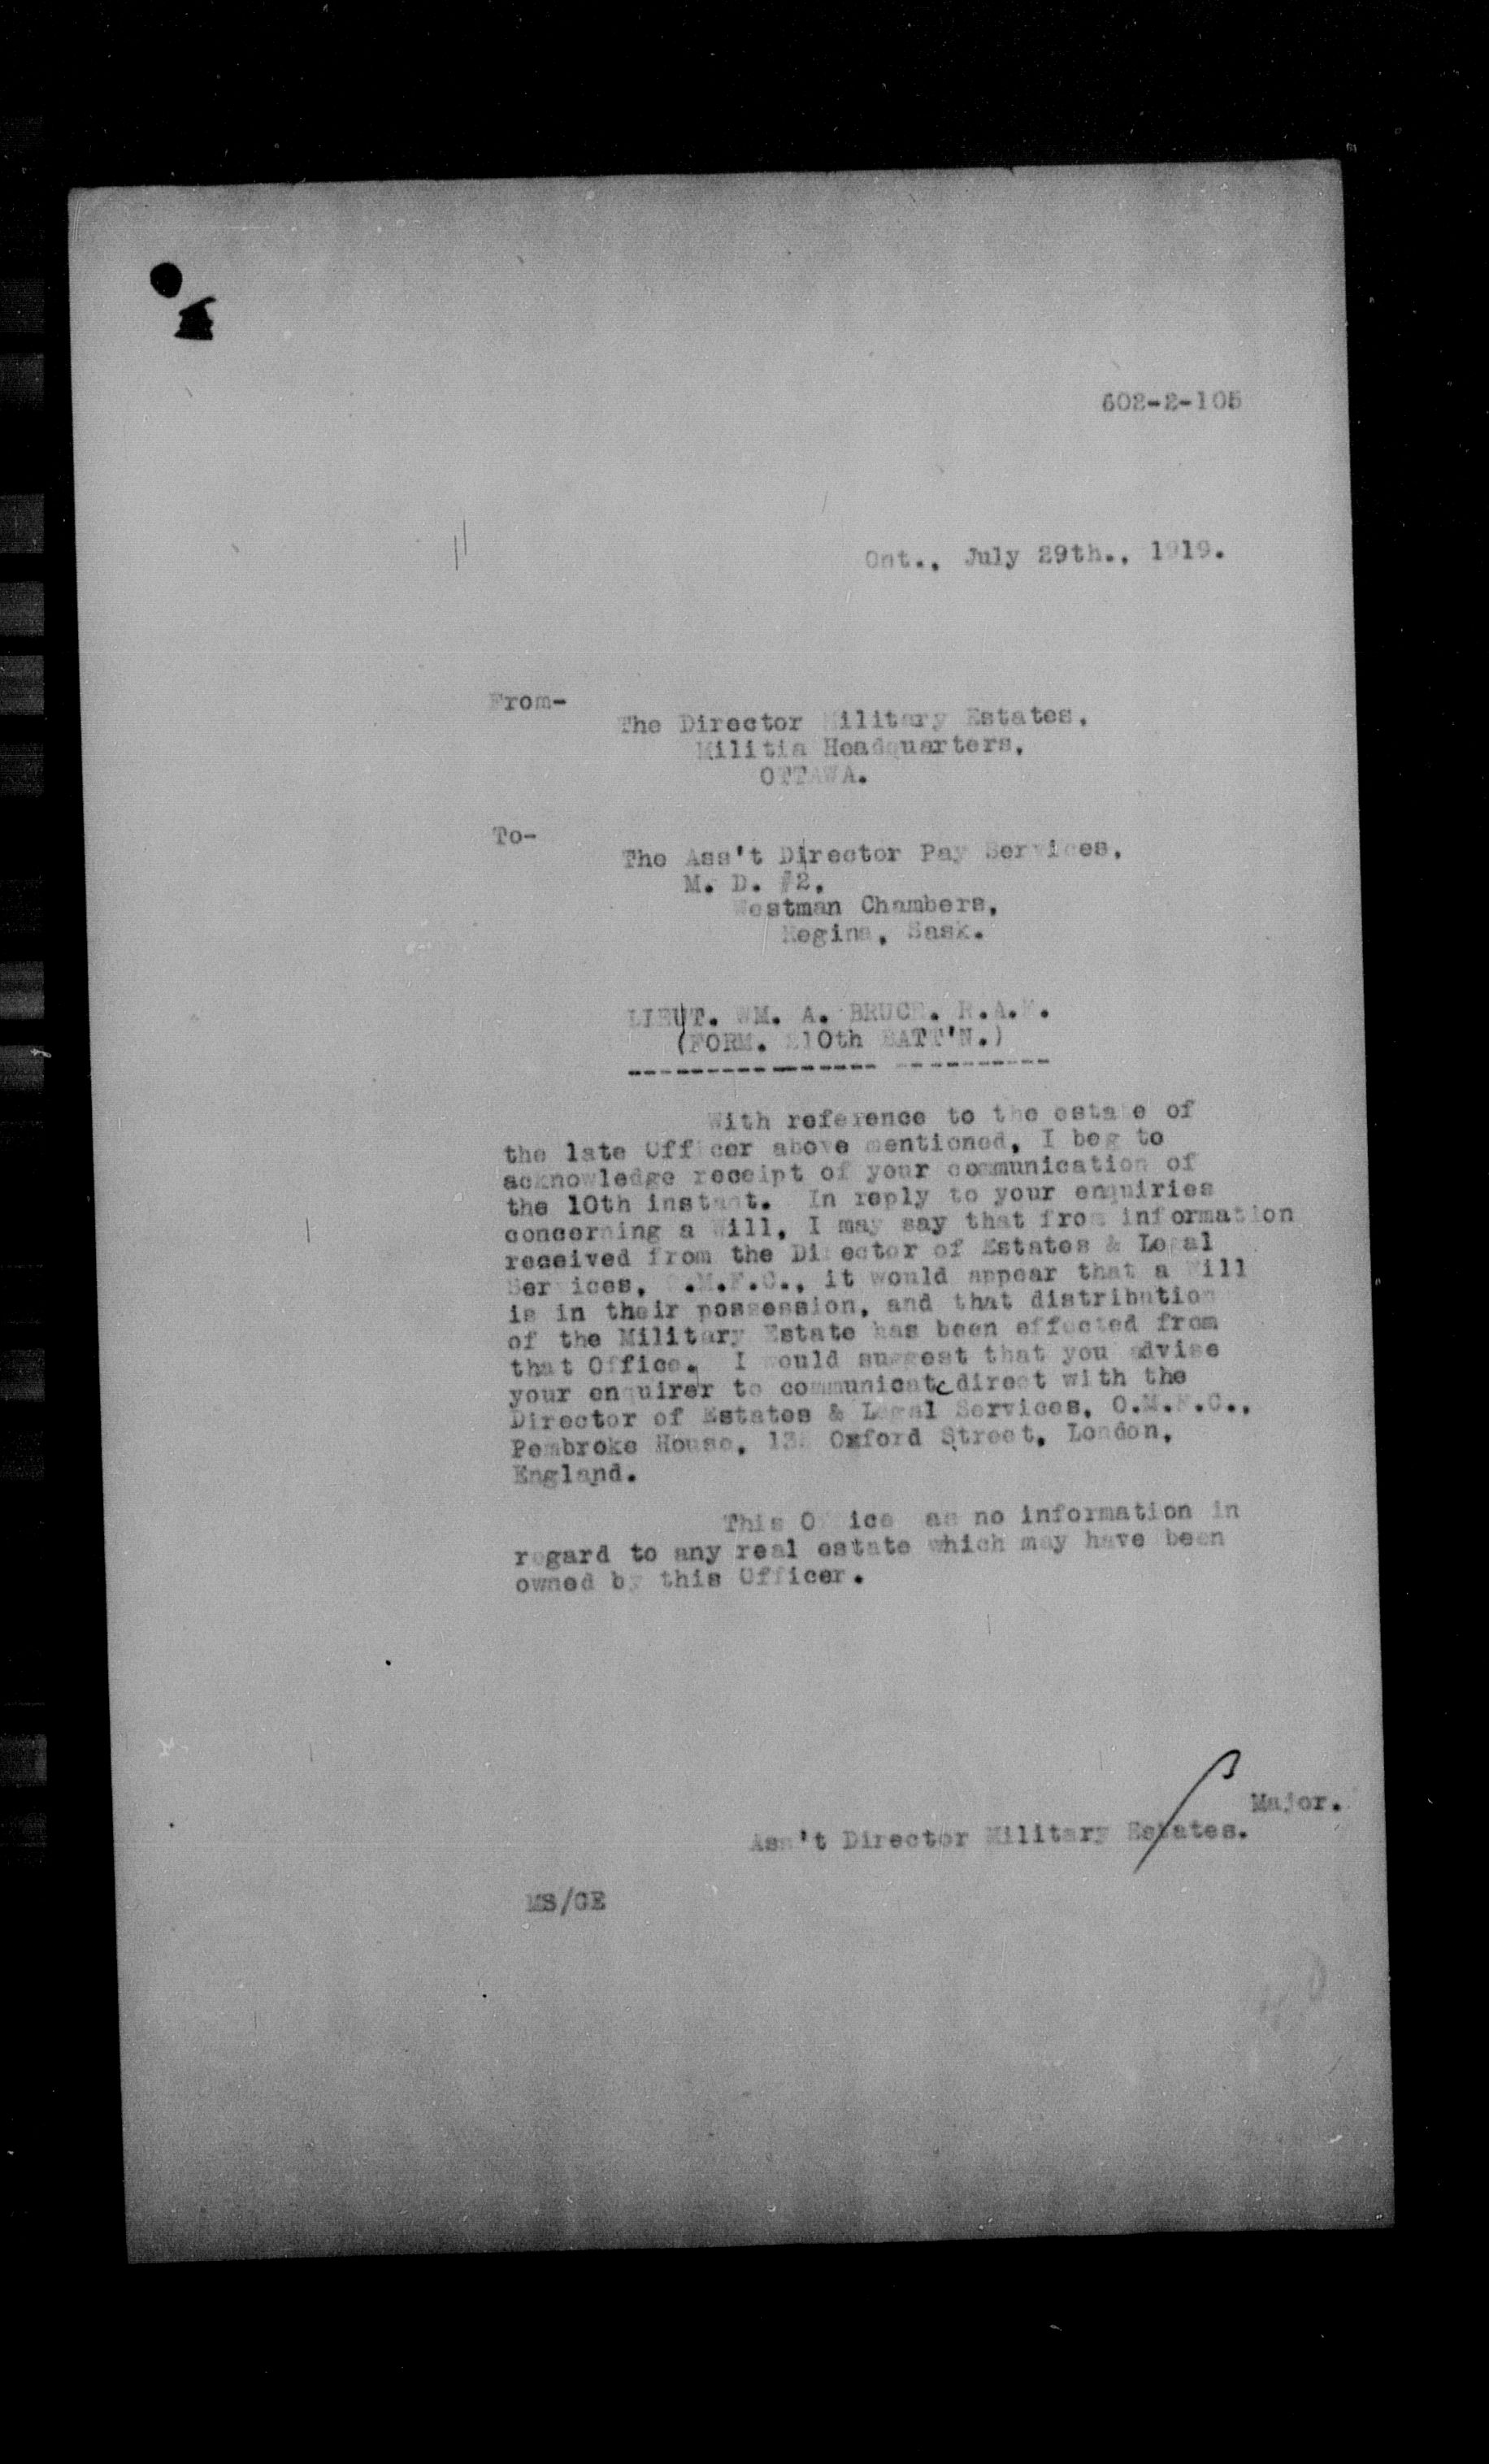 602-2-105
Ont., July 29th., 1919.
From-
The Director Military Estates,
Militia Headquarters,
OTTAWA.
To-
The Ass't Director Pay Services,
M. D. #2,
Westman Chambers,
Regina, Sask.
LIEUT. WM. A. BRUCE. R.A.F.
(FORM. 210th BATT'N.)
With reference to the estate of
the late Officer above mentioned, I beg to
acknowledge receipt of your communication of
the 10th instant. In reply to your enquiries
concerning a Will, I may say that from information
received from the Director of Estates & Legal
Services, O.M.F.C., it would appear that a Will
is in their possession, and that distribution
of the Military Estate has been effected from
that Office. I would suggest that you advise
your enquirer to communicate direct with the
Director of Estates & Legal Services, O.M.F.C.,
Pembroke House, Oxford Street, London,
England.
This Office has no information in
regard to any real estate which may have been
owned by this Officer.
Major.
Ass't Director Military Estates.
MS/GE